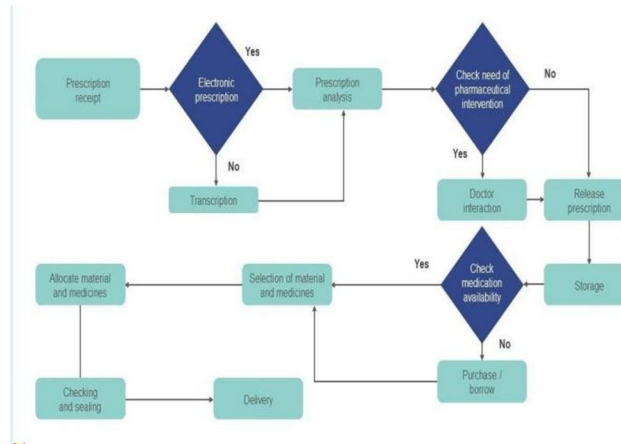 Yes
Prescription
receipt
Electronic
prescription
Prescription
analysis
Check need of
pharmaceutical
intervention
No
No
Yes
Transcription
Doctor
interaction
Release
prescription
Allocate material
and medicines
Selection of material
and medicines
Yes
Check
medication
availability
Storage
No
Purchase /
borrow
Checking
and sealing
Delivery